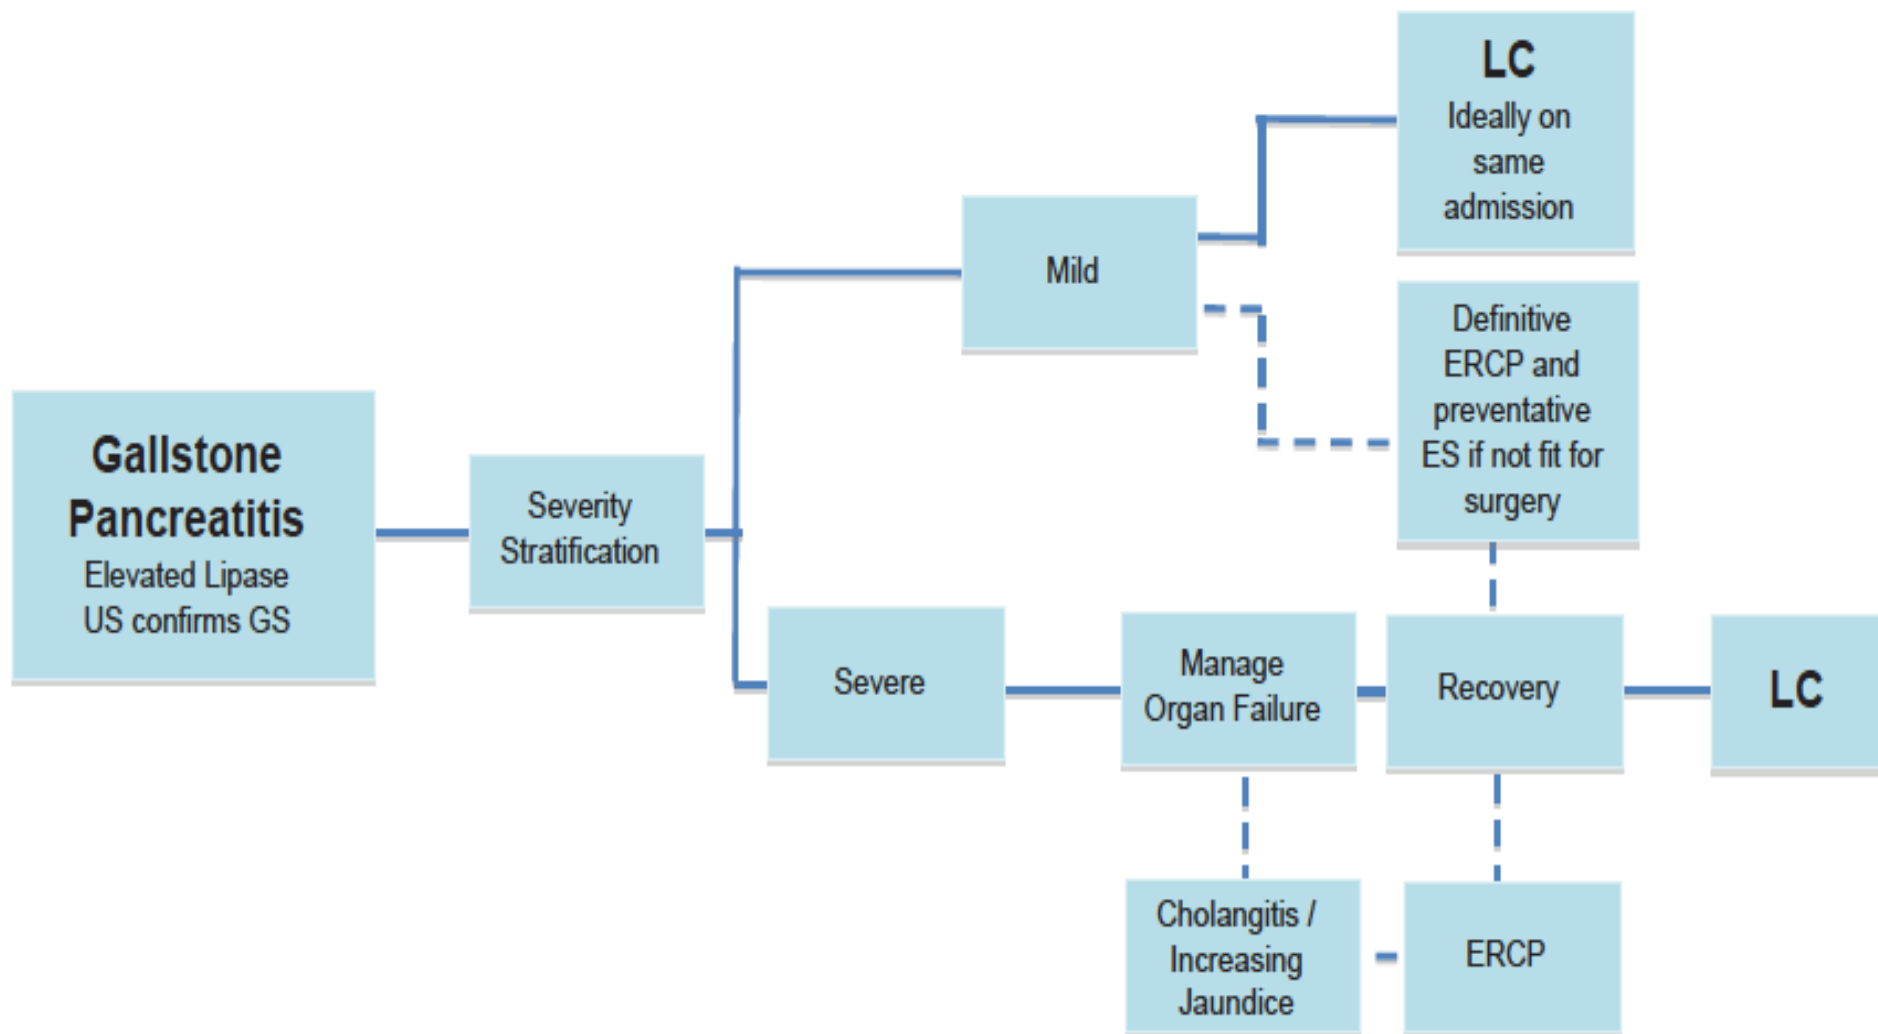 Gallstone
Pancreatitis
Elevated Lipase
US confirms GS
Severity
Stratification
Mild
LC
Ideally on
same
admission
Definitive
ERCP and
preventative
ES if not fit for
surgery
Severe
Manage
Organ Failure
Recovery
LC
Cholangitis /
Increasing
Jaundice
ERCP